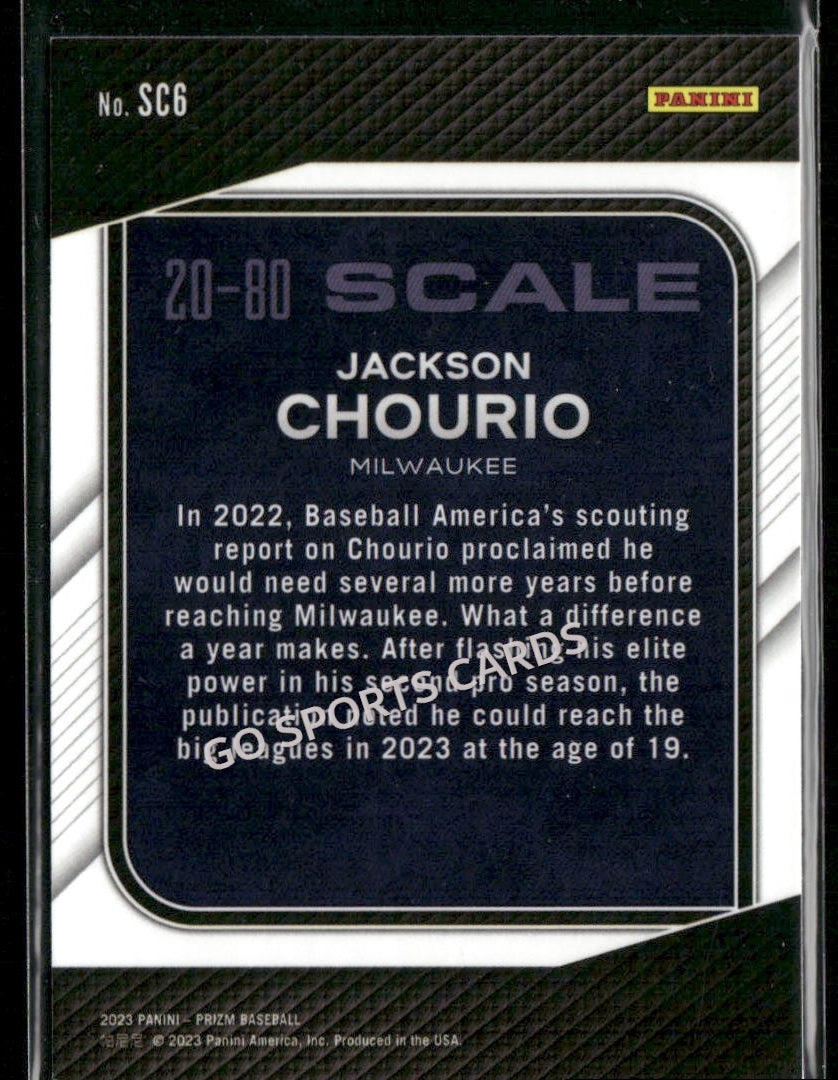 No. SC6
PANINI
20-80 SCALE
JACKSON
CHOURIO
MILWAUKEE
In 2022, Baseball America's scouting
report on Chourio proclaimed he
would need several more years before
reaching Milwaukee. What a difference
a year makes. After flashing his elite
power in his second pro season, the
publication noted he could reach the
big leagues in 2023 at the age of 19.
GO SPORTS CARDS
2023 PANINI – PRIZM BASEBALL
© 2023 Panini America, Inc. Produced in the USA.